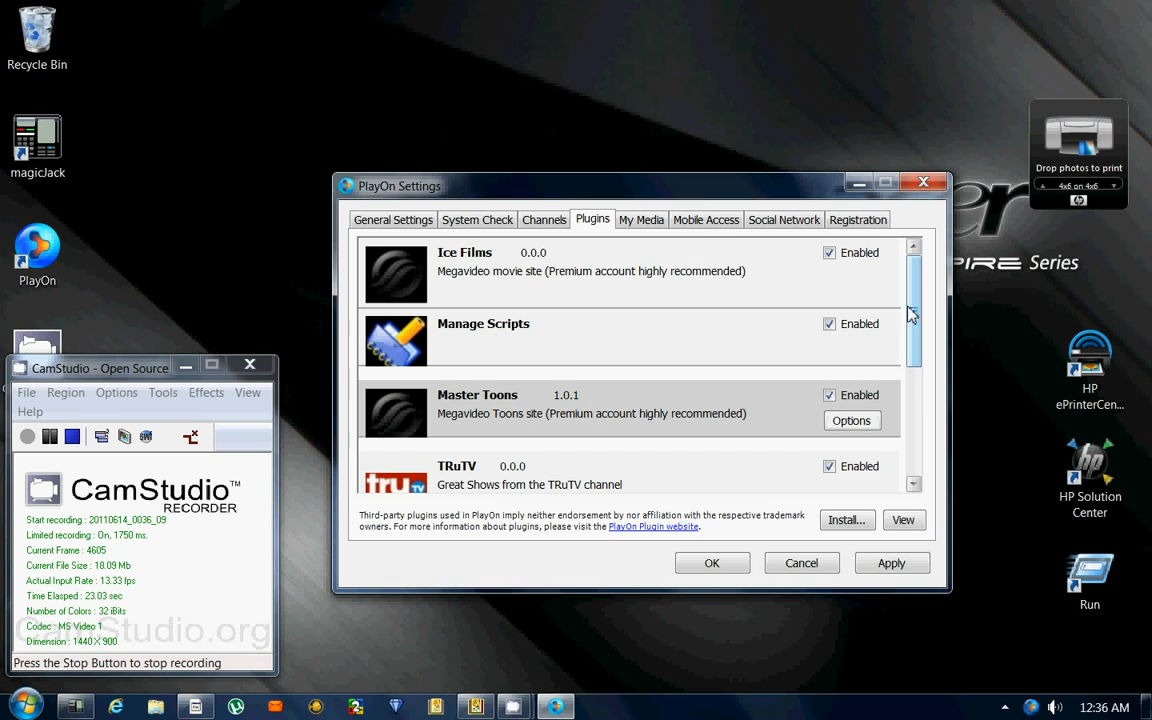 Recycle Bin
magicJack
PlayOn
Drop photos to print
4x6 on 4x6
er
PIRE Series
HP
ePrinterCen...
HP Solution
Center
Run
PlayOn Settings
General Settings System Check Channels Plugins My Media Mobile Access Social Network Registration
Ice Films 0.0.0 Enabled
Megavideo movie site (Premium account highly recommended)
Manage Scripts Enabled
Master Toons 1.0.1 Enabled
Megavideo Toons site (Premium account highly recommended)
Options
TRuTV 0.0.0 Enabled
Great Shows from the TRuTV channel
tru TV
Third-party plugins used in PlayOn imply neither endorsement by nor affiliation with the respective trademark
owners. For more information about plugins, please visit the PlayOn Plugin website.
Install... View
OK Cancel Apply
CamStudio - Open Source
File Region Options Tools Effects View
Help
CamStudio™
RECORDER
Start recording : 20110614_0036_09
Limited recording : On, 1750 ms.
Current Frame : 4605
Current File Size : 18.09 Mb
Actual Input Rate : 13.33 fps
Time Elasped : 23.03 sec
Number of Colors : 32 iBits
Codec : MS Video 1
Dimension : 1440 X 900
CamStudio.org
Press the Stop Button to stop recording
12:36 AM